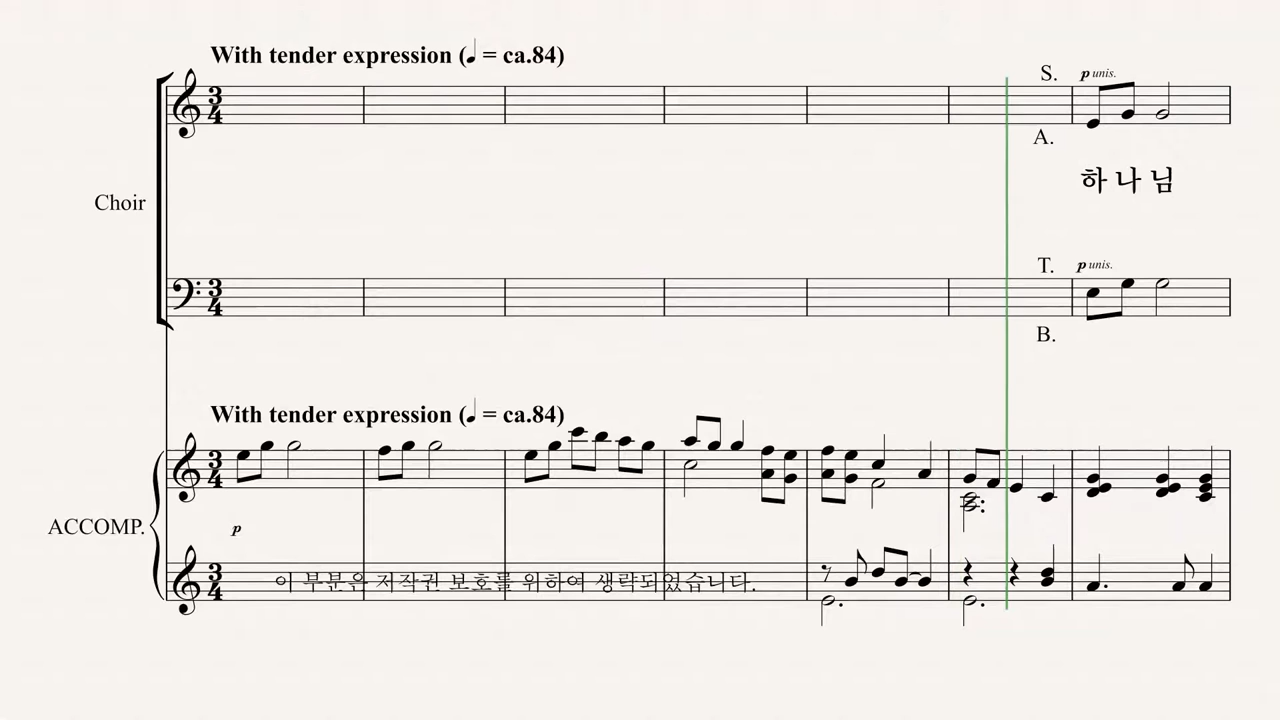 With tender expression (♩ = ca.84)
S. p unis.
A.
하 나 님
Choir
T. p unis.
B.
With tender expression (♩ = ca.84)
ACCOMP.
p
이 부분은 저작권 보호를 위하여 생략되었습니다.